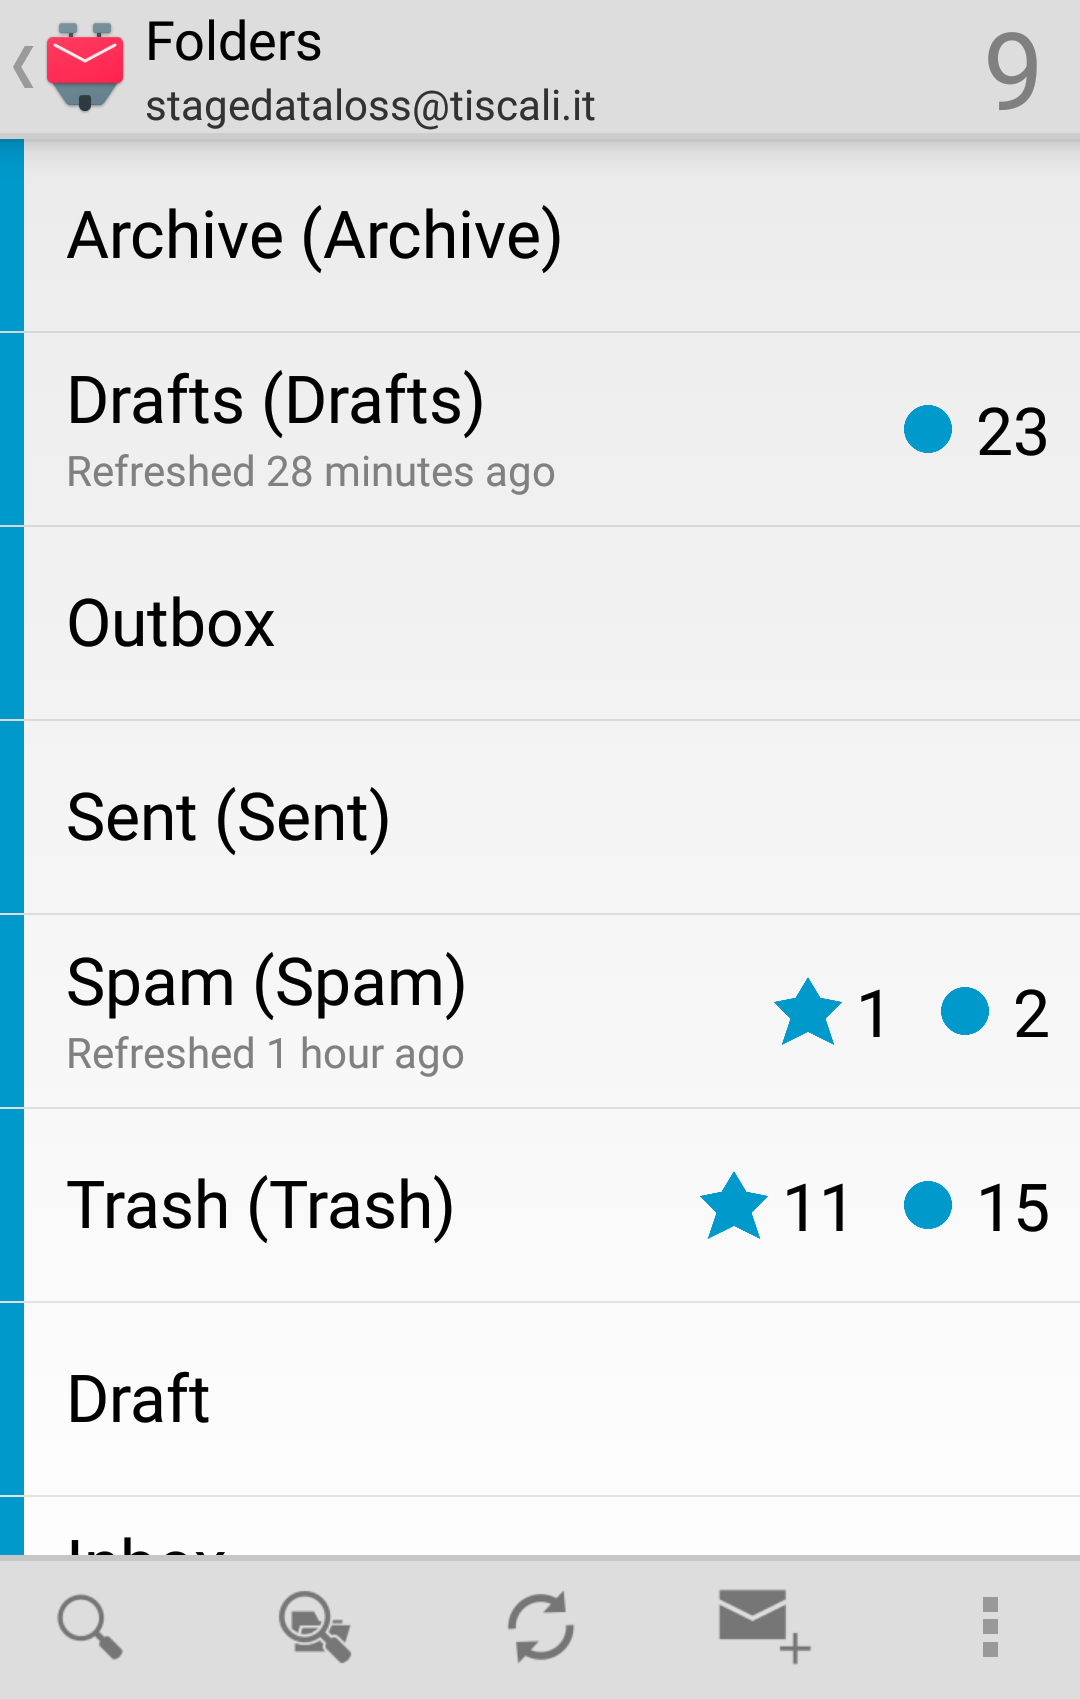 Folders
stagedataloss@tiscali.it
9
Archive (Archive)
Drafts (Drafts)
Refreshed 28 minutes ago
23
Outbox
Sent (Sent)
Spam (Spam)
Refreshed 1 hour ago
1
2
Trash (Trash)
11
15
Draft
Inbox